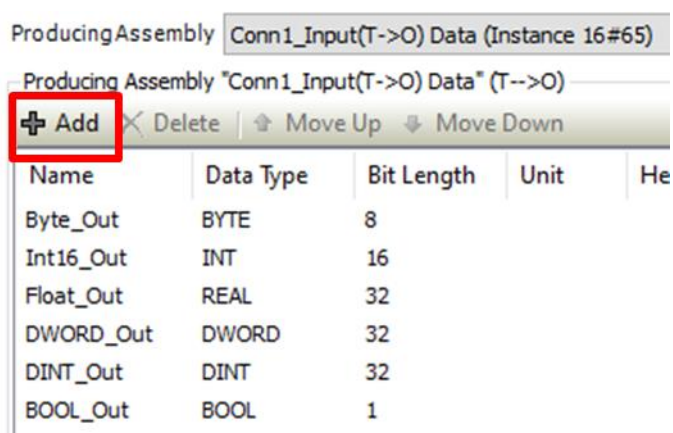 ProducingAssembly Conn1_Input(T->O) Data (Instance 16#65)
Producing Assembly "Conn1_Input(T->O) Data" (T-->O)
Add Delete Move Up Move Down
Name Data Type Bit Length Unit He
Byte_Out BYTE 8
Int16_Out INT 16
Float_Out REAL 32
DWORD_Out DWORD 32
DINT_Out DINT 32
BOOL_Out BOOL 1